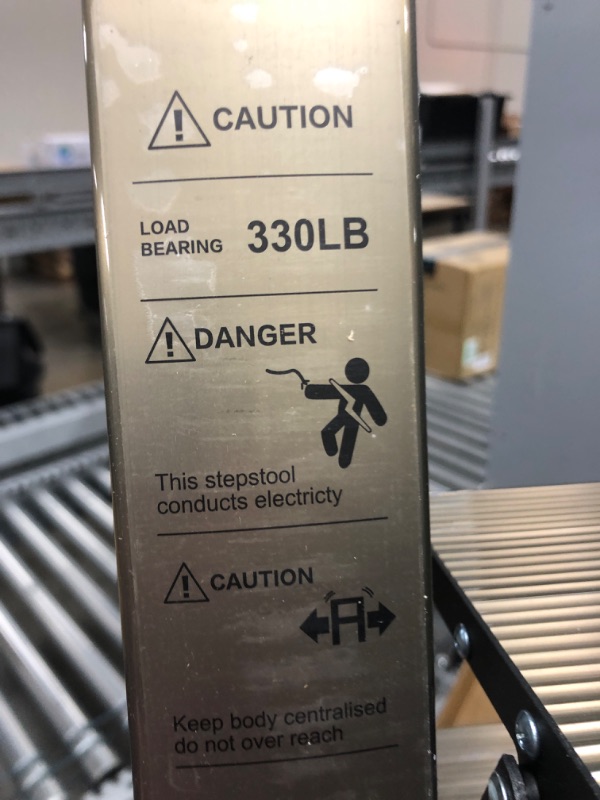 CAUTION
LOAD
BEARING 330LB
DANGER
This stepstool
conducts electricty
CAUTION
Keep body centralised
do not over reach